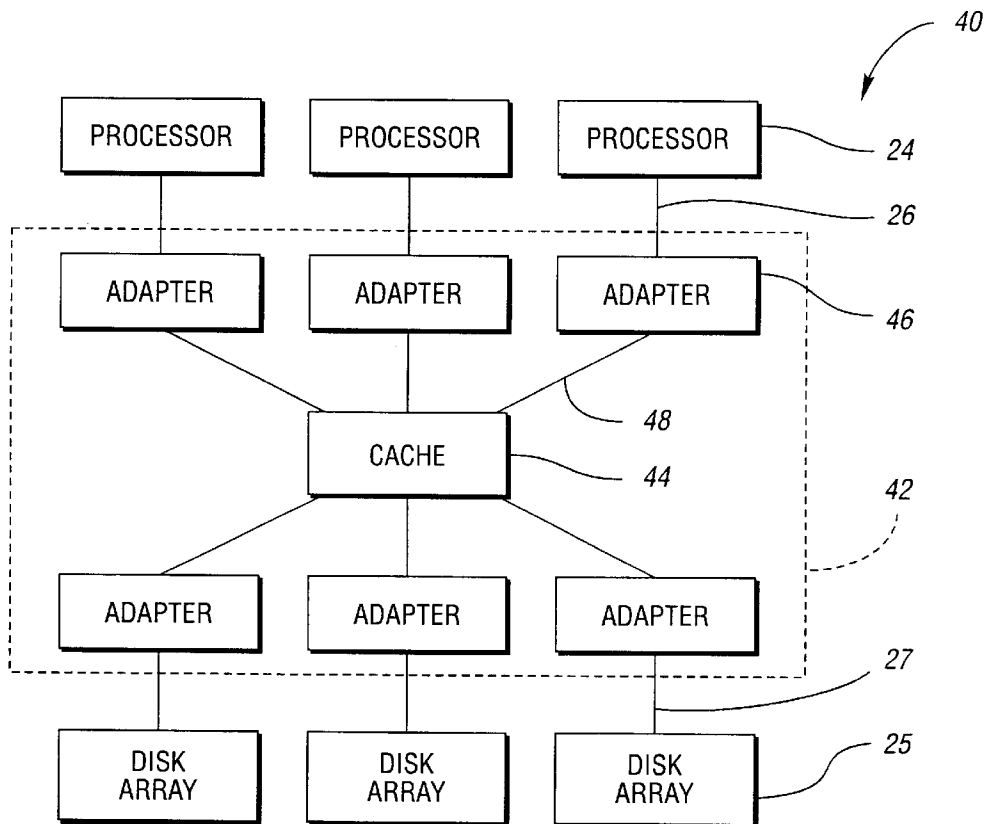 40
PROCESSOR PROCESSOR PROCESSOR
24
26
ADAPTER ADAPTER ADAPTER
46
48
CACHE
44
42
ADAPTER ADAPTER ADAPTER
27
DISK ARRAY DISK ARRAY DISK ARRAY
25